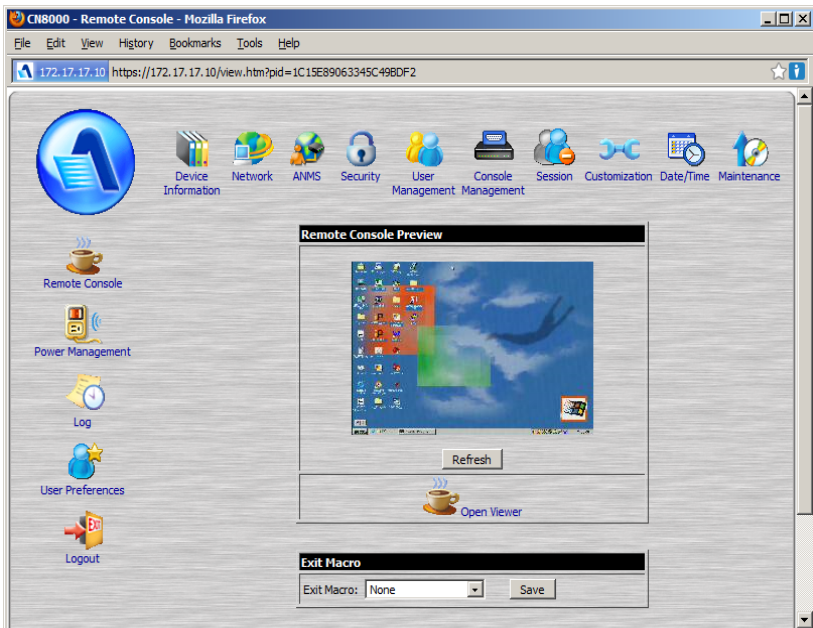 CN8000 - Remote Console - Mozilla Firefox
File Edit View History Bookmarks Tools Help
172.17.17.10 https://172.17.17.10/view.htm?pid=1C15E89063345C49BDF2
Device Information
Network
ANMS
Security
User Management
Console Management
Session
Customization
Date/Time
Maintenance
Remote Console
Power Management
Log
User Preferences
EXIT
Logout
Remote Console Preview
Refresh
Open Viewer
Exit Macro
Exit Macro: None Save